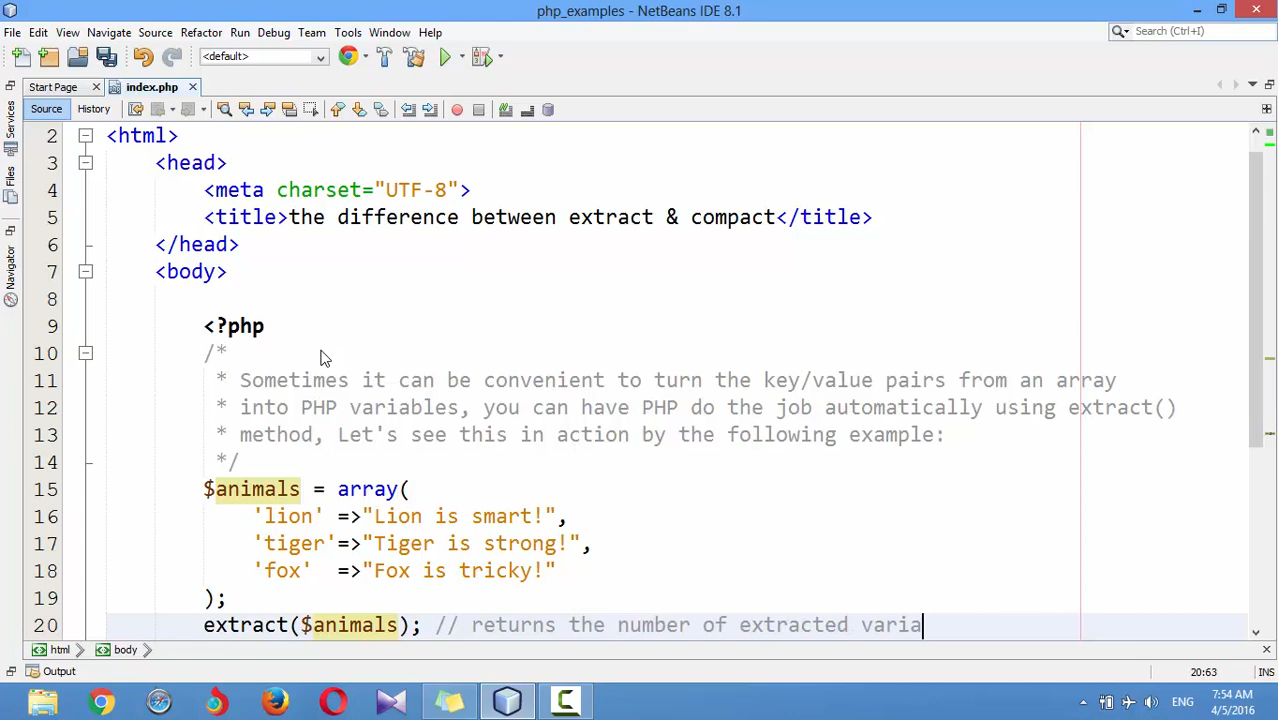 php_examples - NetBeans IDE 8.1
File Edit View Navigate Source Refactor Run Debug Team Tools Window Help
Search (Ctrl+I)
<default>
Start Page
index.php
Source History
Services
Files
Navigator
2 <html>
3 <head>
4 <meta charset="UTF-8">
5 <title>the difference between extract & compact</title>
6 </head>
7 <body>
8
9 <?php
10 /*
11 * Sometimes it can be convenient to turn the key/value pairs from an array
12 * into PHP variables, you can have PHP do the job automatically using extract()
13 * method, Let's see this in action by the following example:
14 */
15 $animals = array(
16 'lion' =>"Lion is smart!",
17 'tiger'=>"Tiger is strong!",
18 'fox' =>"Fox is tricky!"
19 );
20 extract($animals); // returns the number of extracted varia
html body
Output
20:63 INS
ENG
7:54 AM
4/5/2016